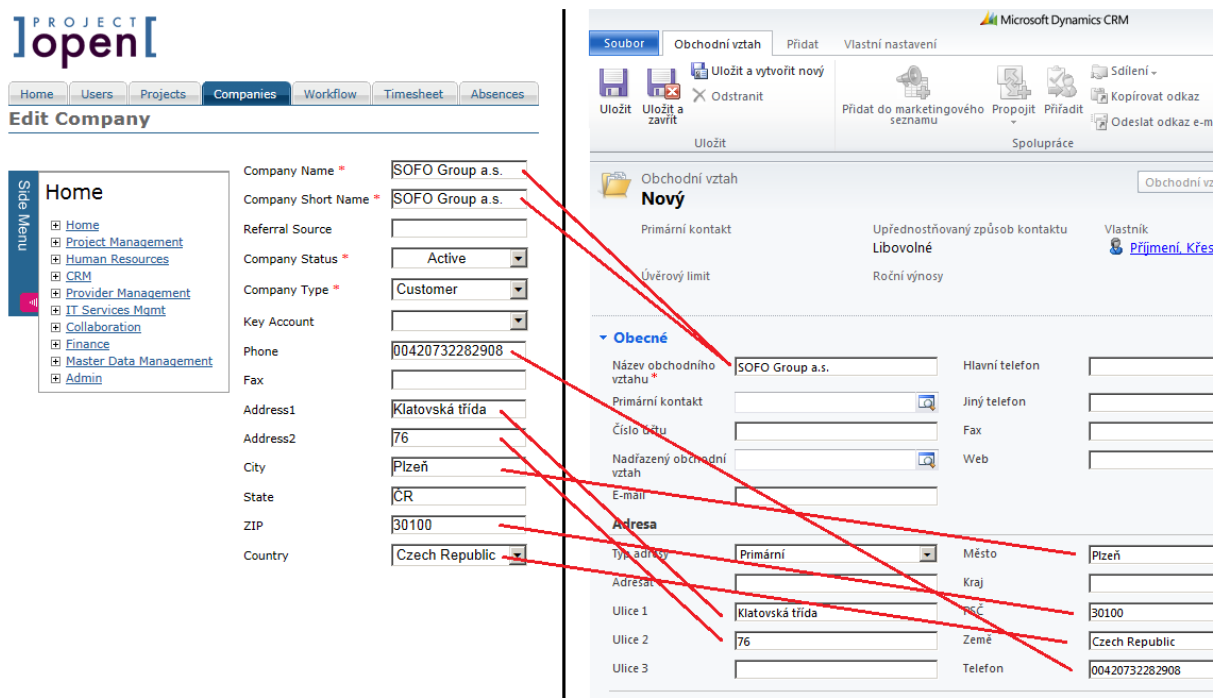 PROJECT
]open[
Home Users Projects Companies Workflow Timesheet Absences
Edit Company
Side Menu
Home
Home
Project Management
Human Resources
CRM
Provider Management
IT Services Mgmt
Collaboration
Finance
Master Data Management
Admin
Company Name * SOFO Group a.s.
Company Short Name * SOFO Group a.s.
Referral Source
Company Status * Active
Company Type * Customer
Key Account
Phone 00420732282908
Fax
Address1 Klatovská třída
Address2 76
City Plzeň
State ČR
ZIP 30100
Country Czech Republic
Microsoft Dynamics CRM
Soubor Obchodní vztah Přidat Vlastní nastavení
Uložit
Uložit a zavřít
Uložit a vytvořit nový
Odstranit
Uložit
Přidat do marketingového seznamu
Propojit
Přiřadit
Sdílení
Kopírovat odkaz
Odeslat odkaz e-m
Spolupráce
Obchodní vztah
Nový
Obchodní vz
Primární kontakt
Upřednostňovaný způsob kontaktu
Libovolné
Vlastník
Příjmení, Křes
Úvěrový limit
Roční výnosy
Obecné
Název obchodního vztahu * SOFO Group a.s.
Hlavní telefon
Primární kontakt
Jiný telefon
Číslo účtu
Fax
Nadřazený obchodní vztah
Web
E-mail
Adresa
Typ adresy Primární
Město Plzeň
Adresát
Kraj
Ulice 1 Klatovská třída
PSČ 30100
Ulice 2 76
Země Czech Republic
Ulice 3
Telefon 00420732282908